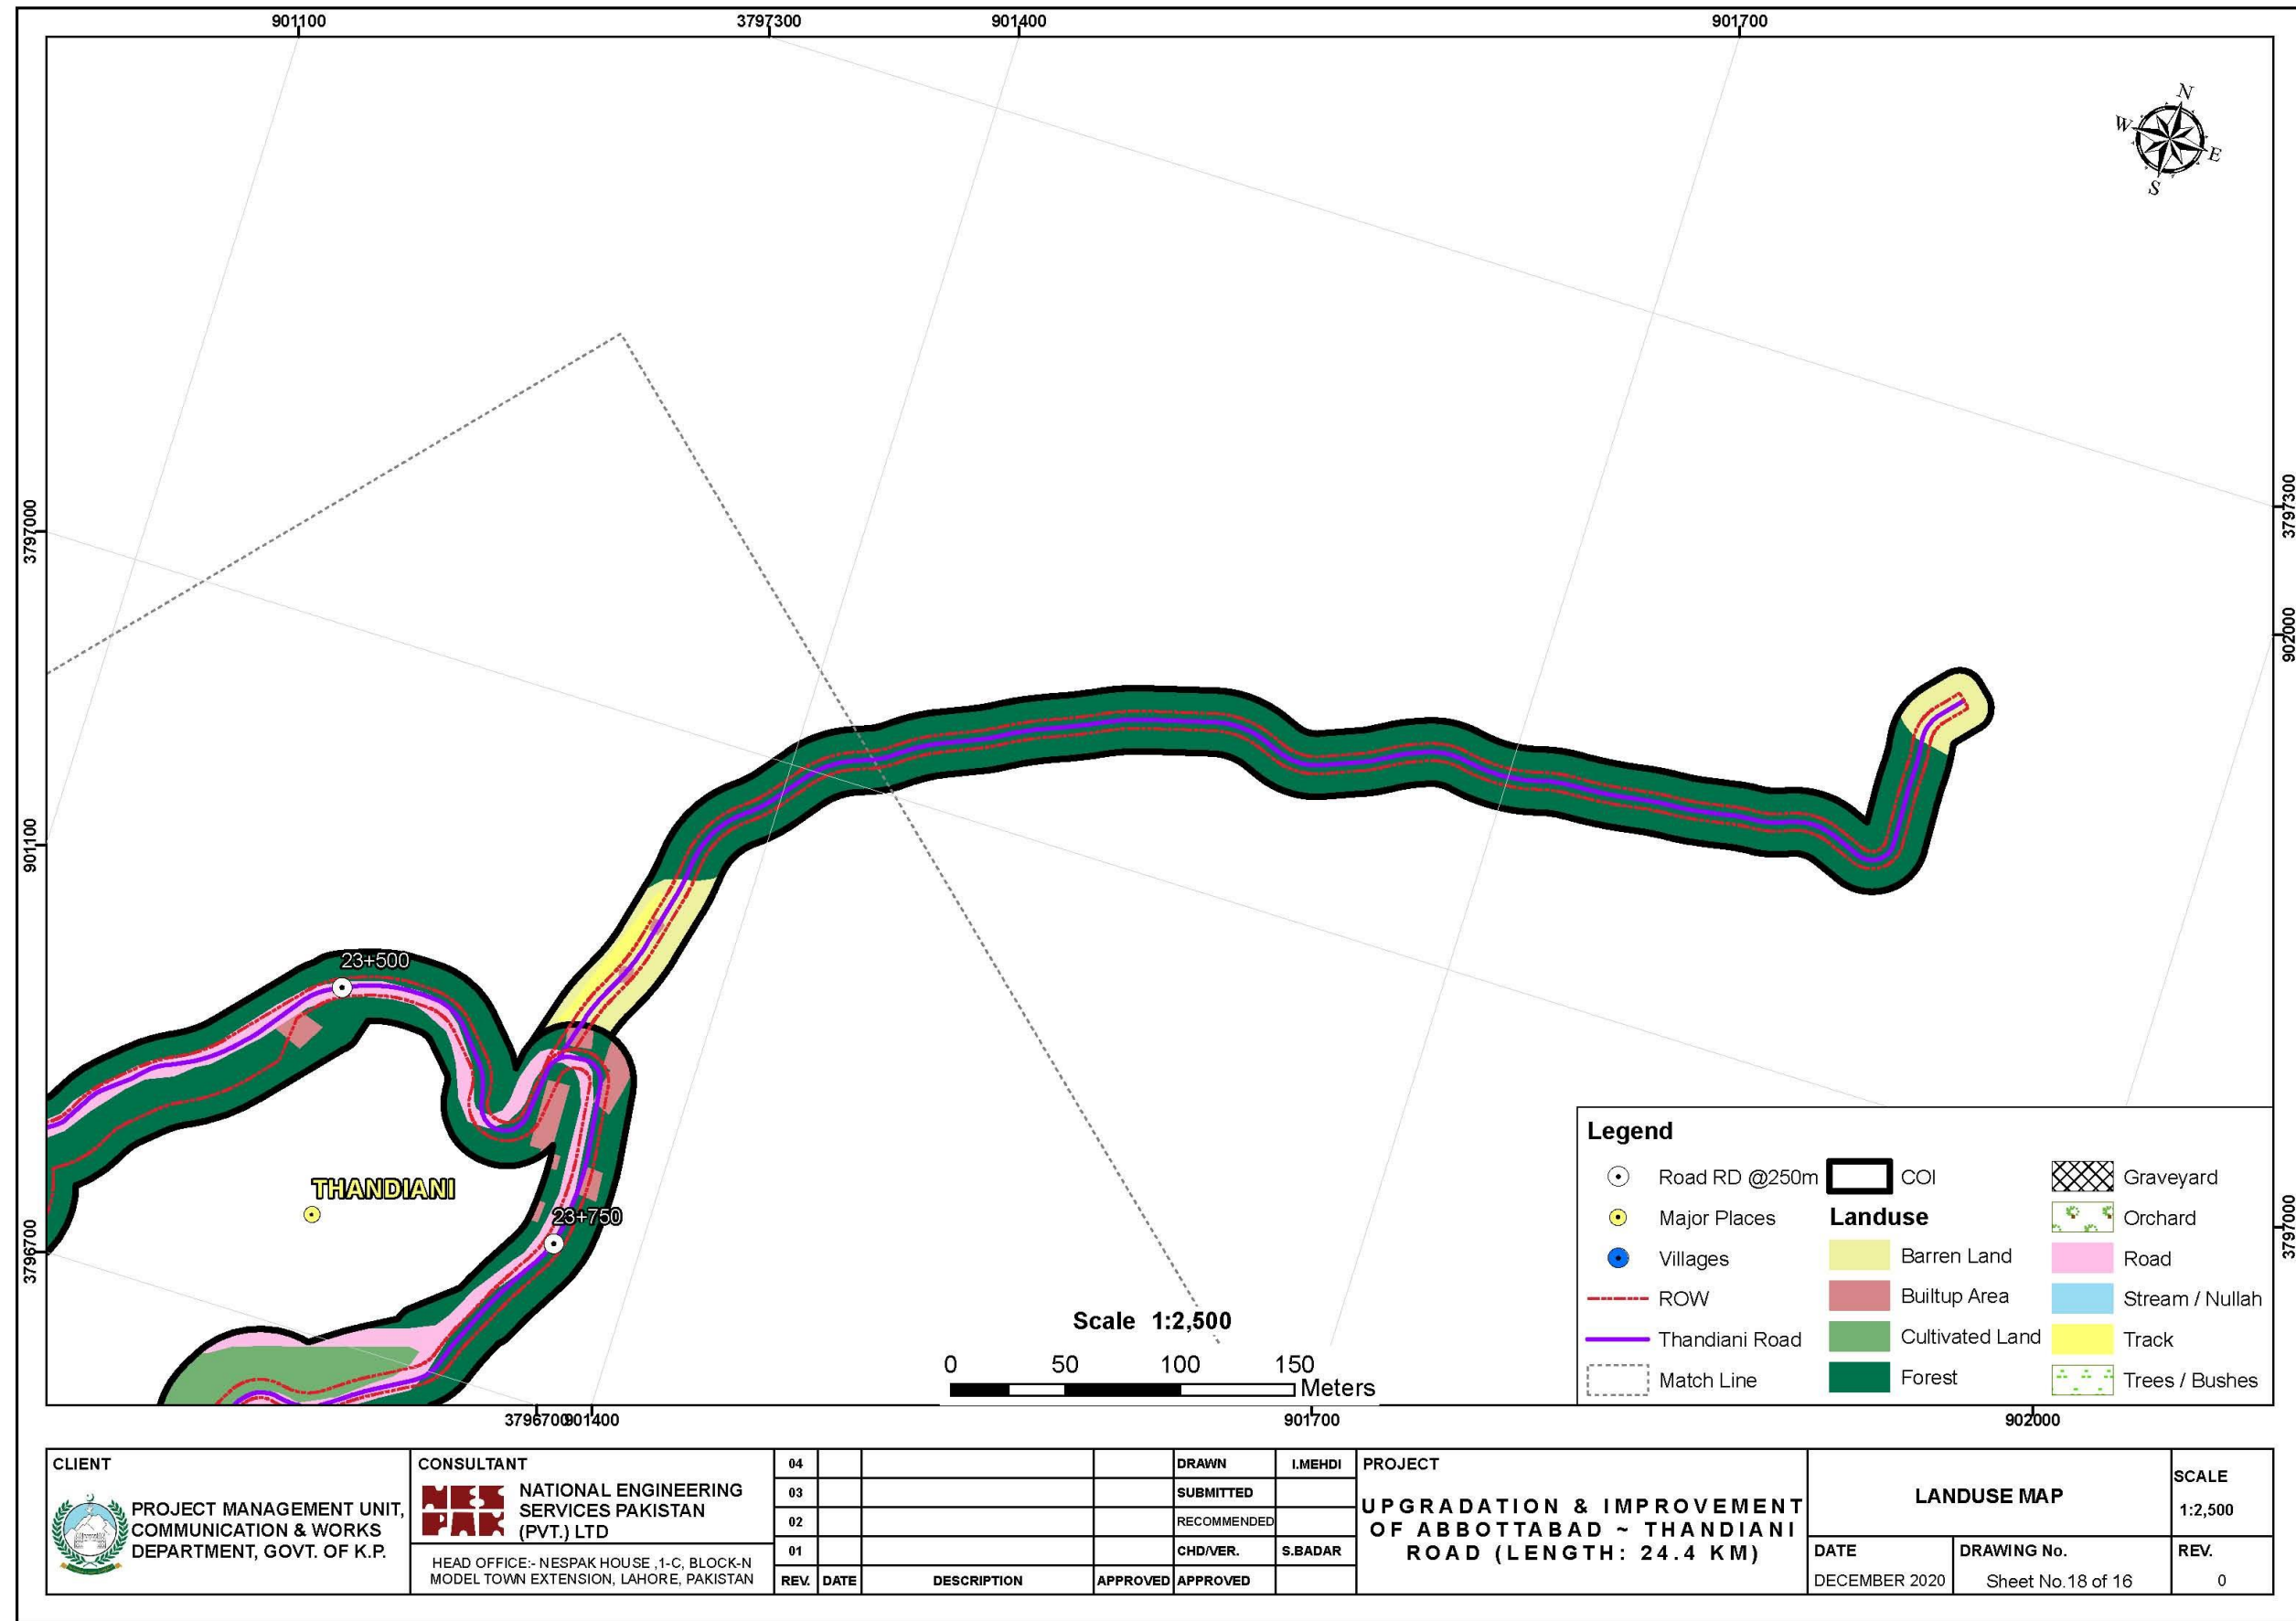 901100
3797300
901400
901700
N
W
E
S
3797000
3797300
902000
901100
23+500
THANDIANI
23+750
3796700
3797000
Scale 1:2,500
0 50 100 150
Meters
Legend
Road RD @250m
Major Places
Villages
ROW
Thandiani Road
Match Line
COI
Landuse
Barren Land
Builtup Area
Cultivated Land
Forest
Graveyard
Orchard
Road
Stream / Nullah
Track
Trees / Bushes
3796700
901400
901700
902000
CLIENT
PROJECT MANAGEMENT UNIT,
COMMUNICATION & WORKS
DEPARTMENT, GOVT. OF K.P.
CONSULTANT
NES
PAK
NATIONAL ENGINEERING
SERVICES PAKISTAN
(PVT.) LTD
HEAD OFFICE:- NESPAK HOUSE ,1-C, BLOCK-N
MODEL TOWN EXTENSION, LAHORE, PAKISTAN
04
03
02
01
REV. DATE DESCRIPTION APPROVED
DRAWN I.MEHDI
SUBMITTED
RECOMMENDED
CHD/VER. S.BADAR
APPROVED
PROJECT
UPGRADATION & IMPROVEMENT
OF ABBOTTABAD ~ THANDIANI
ROAD (LENGTH: 24.4 KM)
LANDUSE MAP
SCALE
1:2,500
DATE
DECEMBER 2020
DRAWING No.
Sheet No.18 of 16
REV.
0